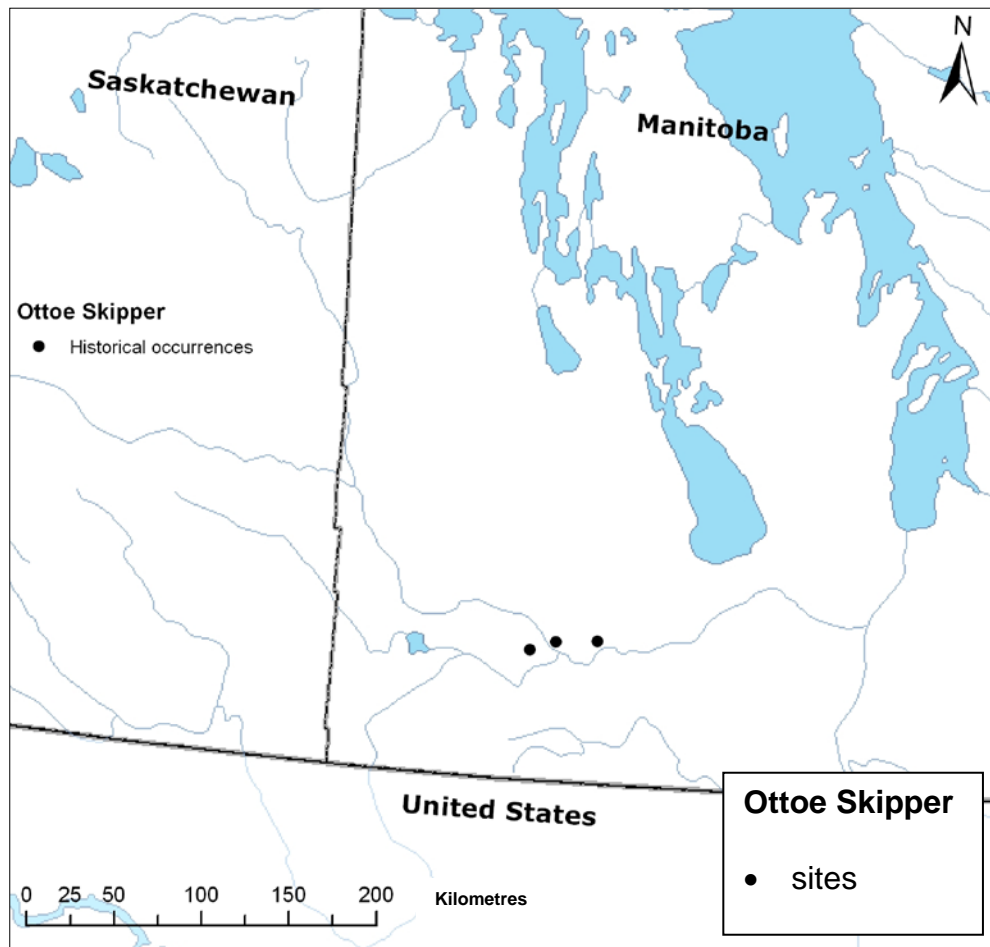 N
Saskatchewan
Manitoba
Ottoe Skipper
Historical occurrences
United States
Ottoe Skipper
sites
0 25 50 100 150 200
Kilometres